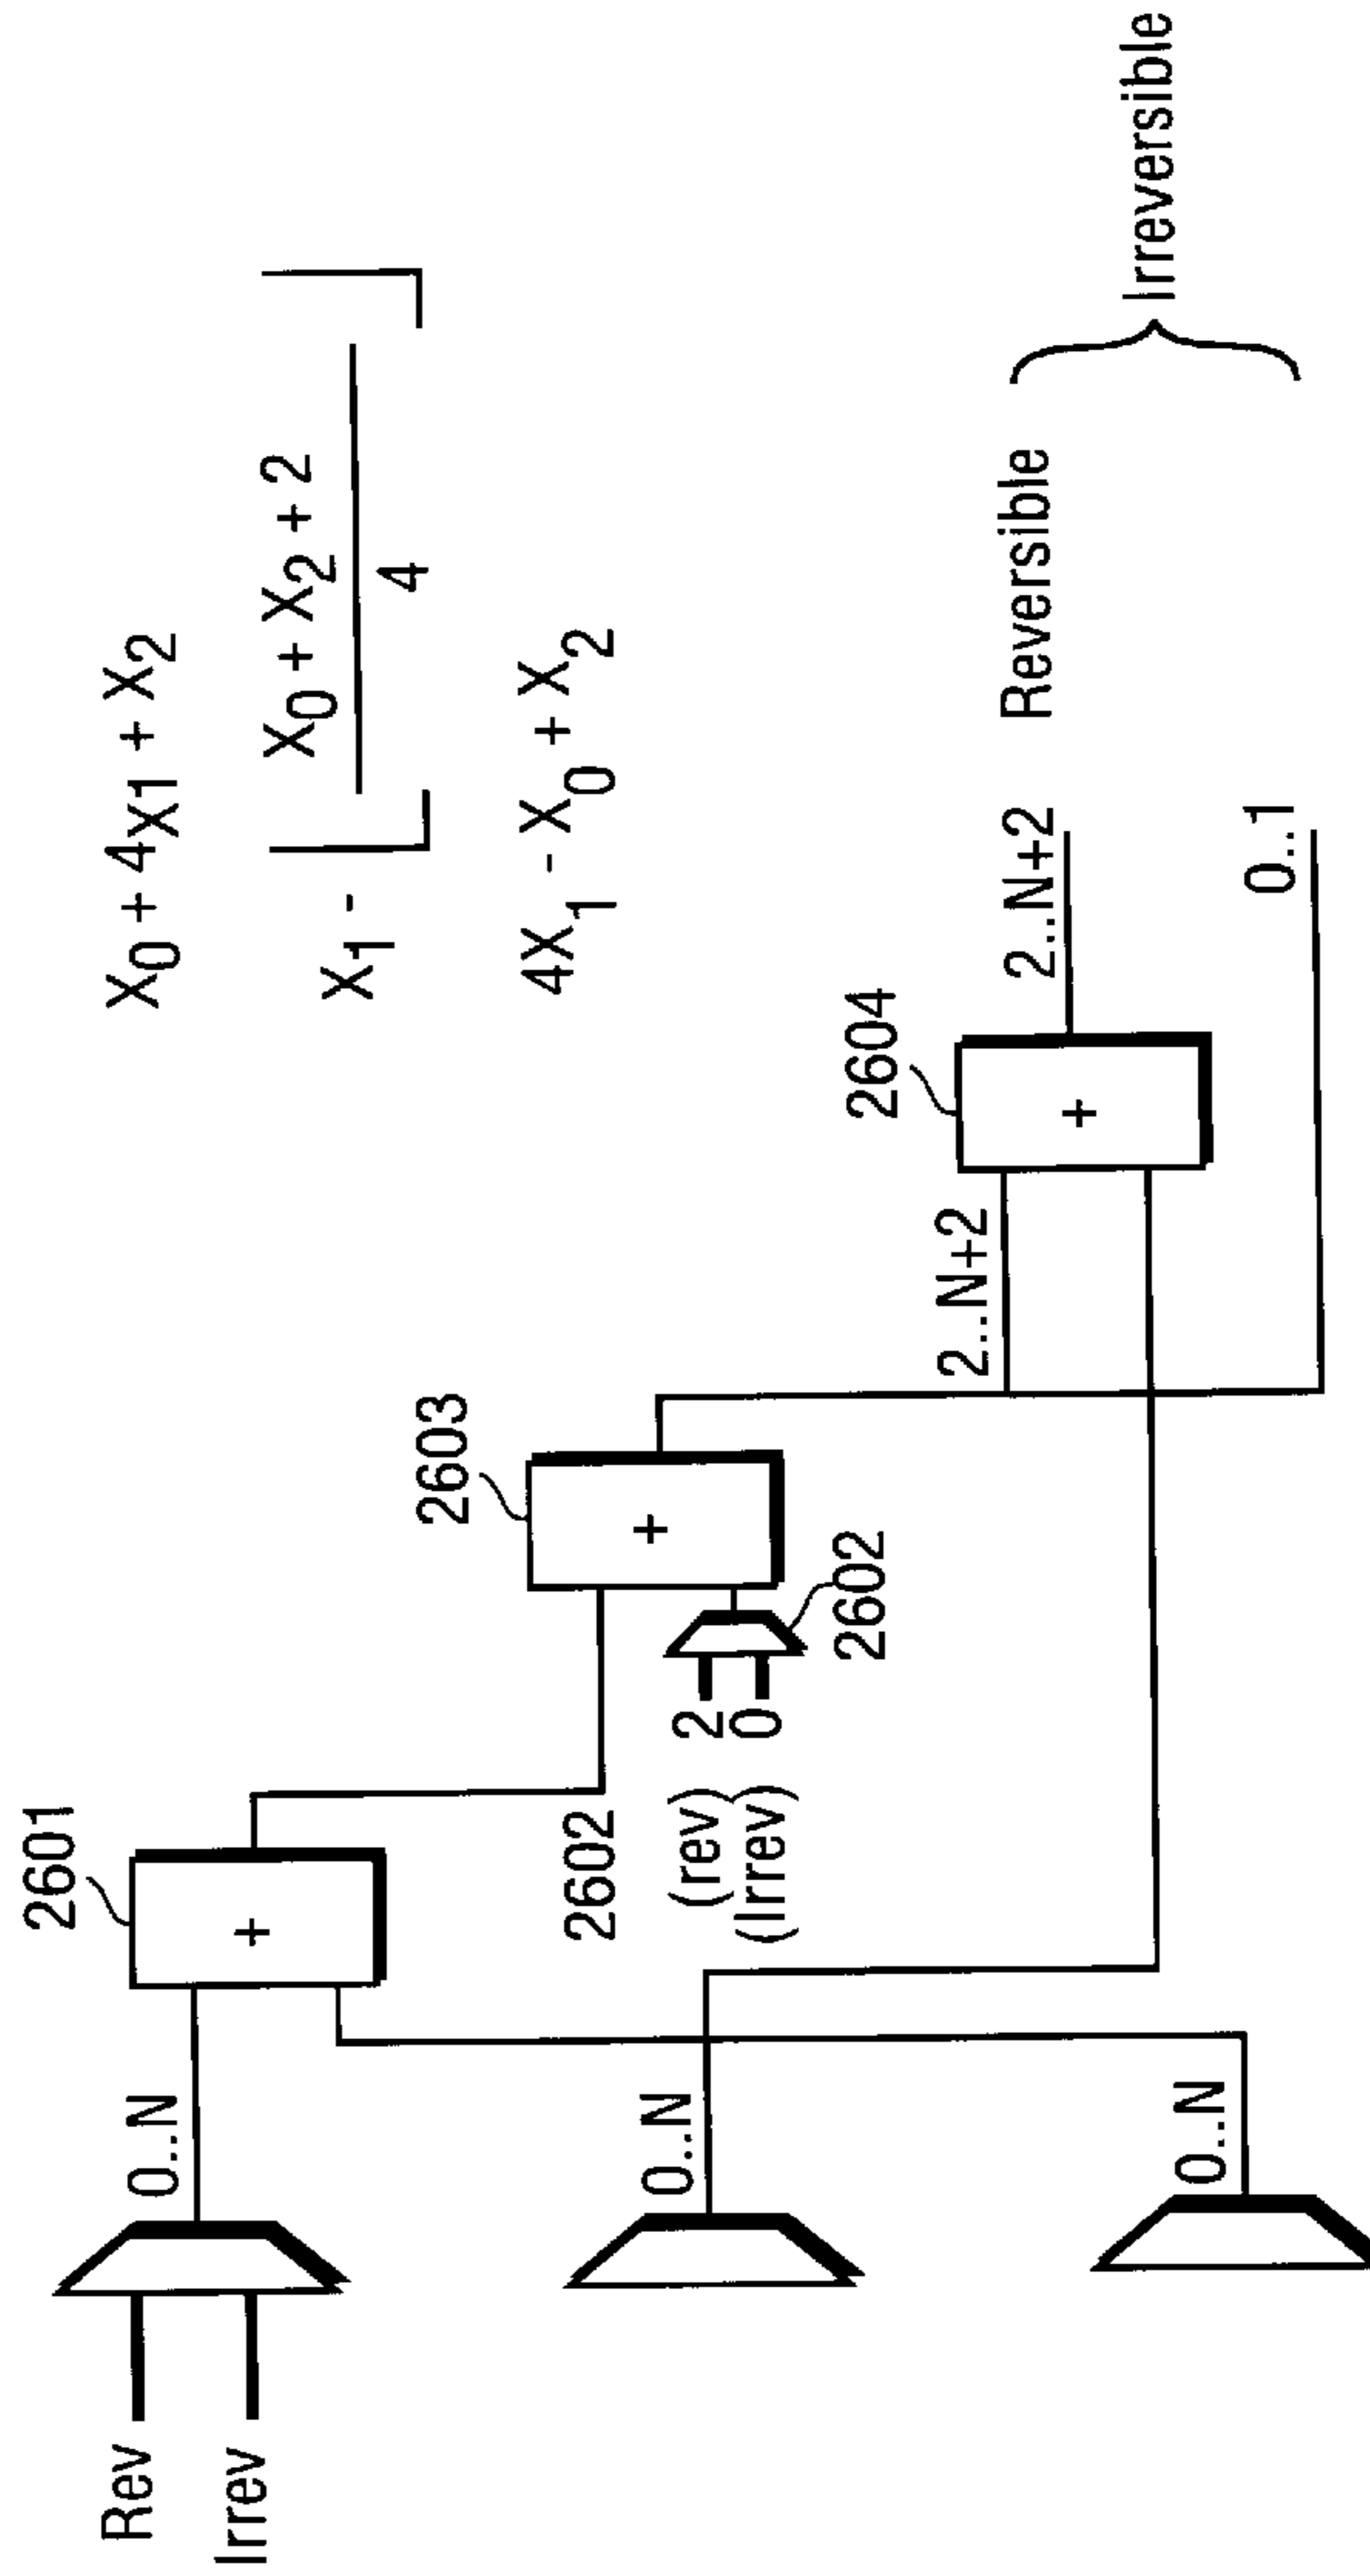 X0 + 4X1 + X2
X1 - ⌊ X0 + X2 + 2 ⌋
4
4X1 - X0 + X2
Rev
Irrev
0..N
2601
+
2602
2603
+
(rev) 2
(Irrev) 0
2602
0..N
2..N+2
2604
+
2..N+2
Reversible
Irreversible
0..1
0..N